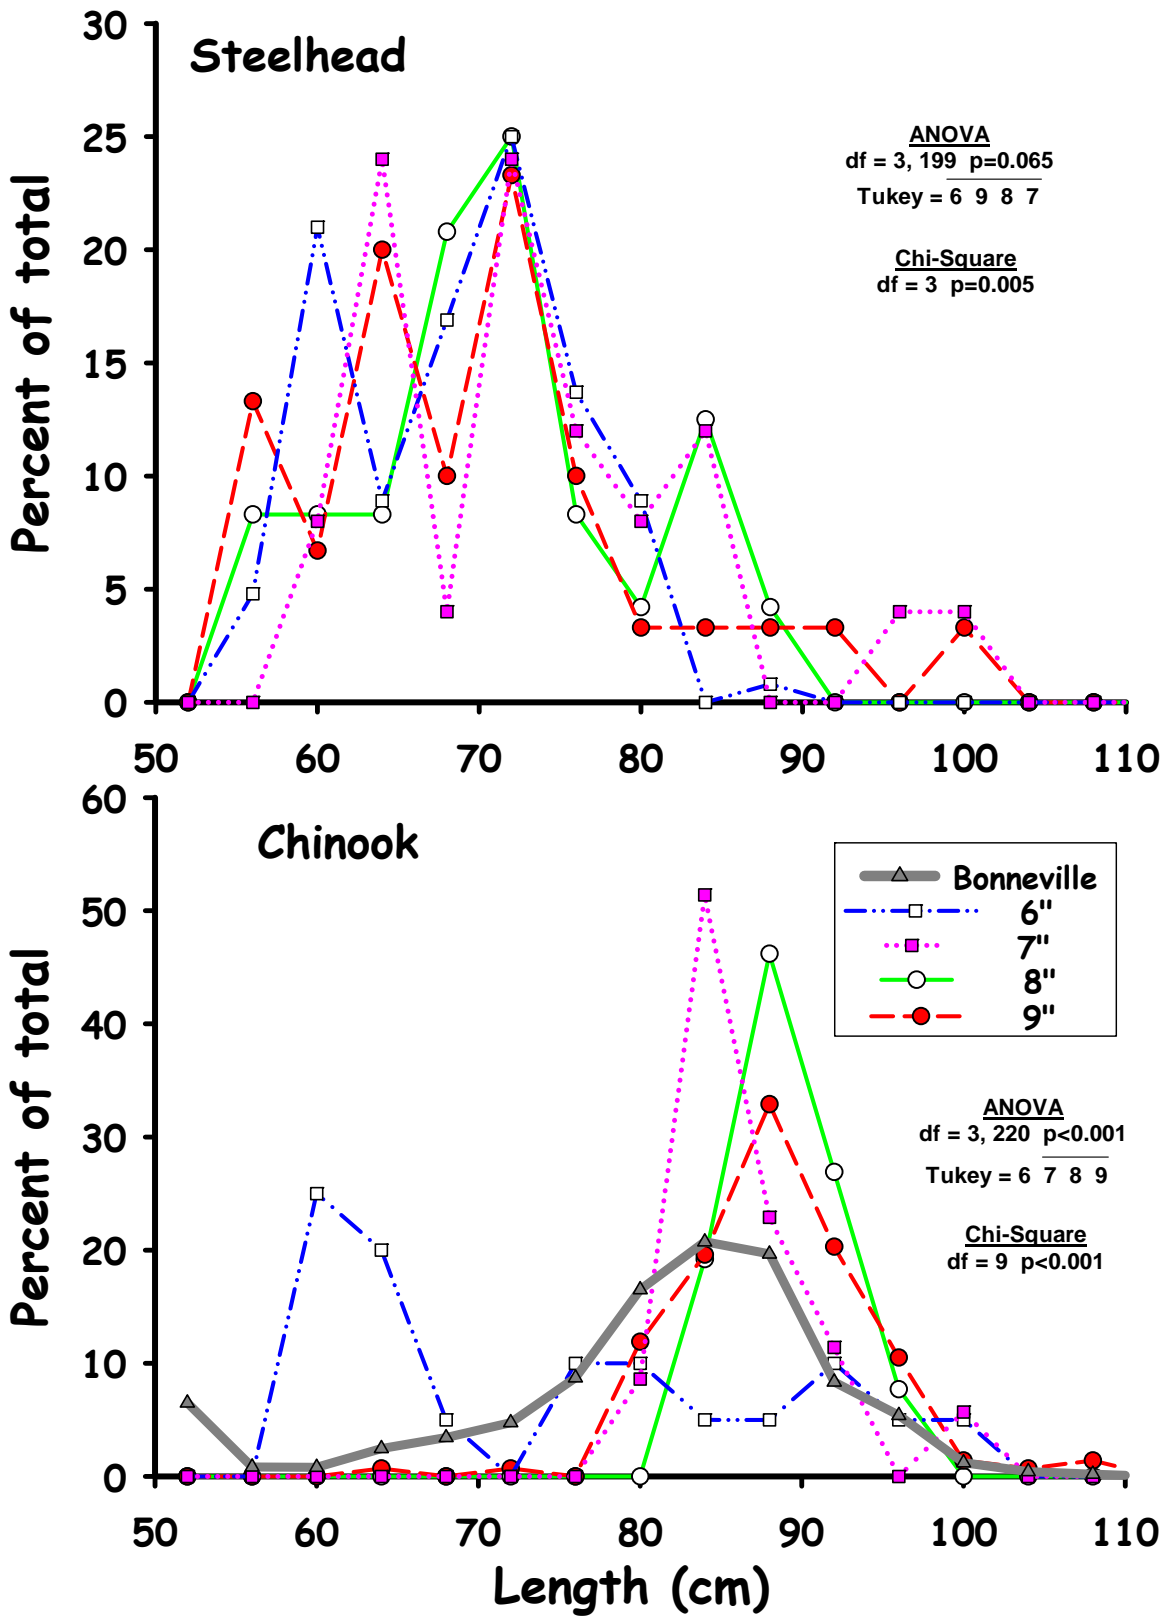 30
Steelhead
25
20
15
10
5
0
Percent of total
ANOVA
df = 3, 199 p=0.065
Tukey = 6 9 8 7
Chi-Square
df = 3 p=0.005
50 60 70 80 90 100 110
60
Chinook
50
40
30
20
10
0
Percent of total
Bonneville
6"
7"
8"
9"
ANOVA
df = 3, 220 p<0.001
Tukey = 6 7 8 9
Chi-Square
df = 9 p<0.001
50 60 70 80 90 100 110
Length (cm)